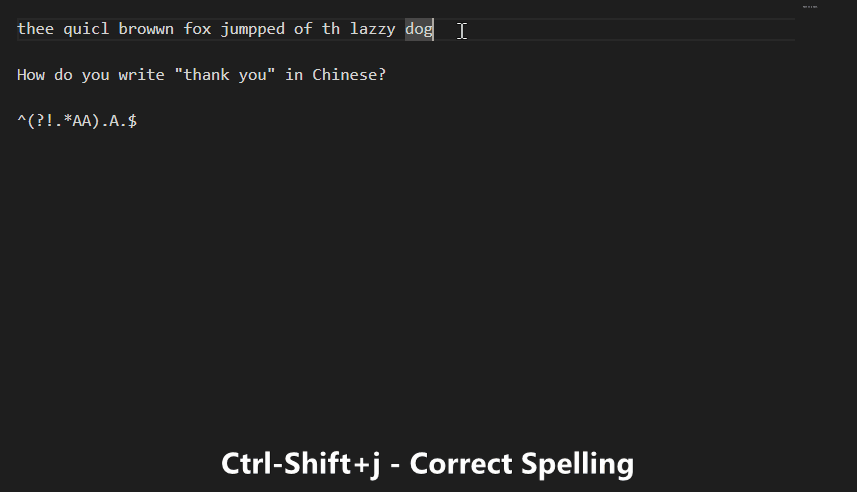 thee quicl browwn fox jumpped of th lazzy dog
How do you write "thank you" in Chinese?
^(?!.*AA).A.$
Ctrl-Shift+j - Correct Spelling